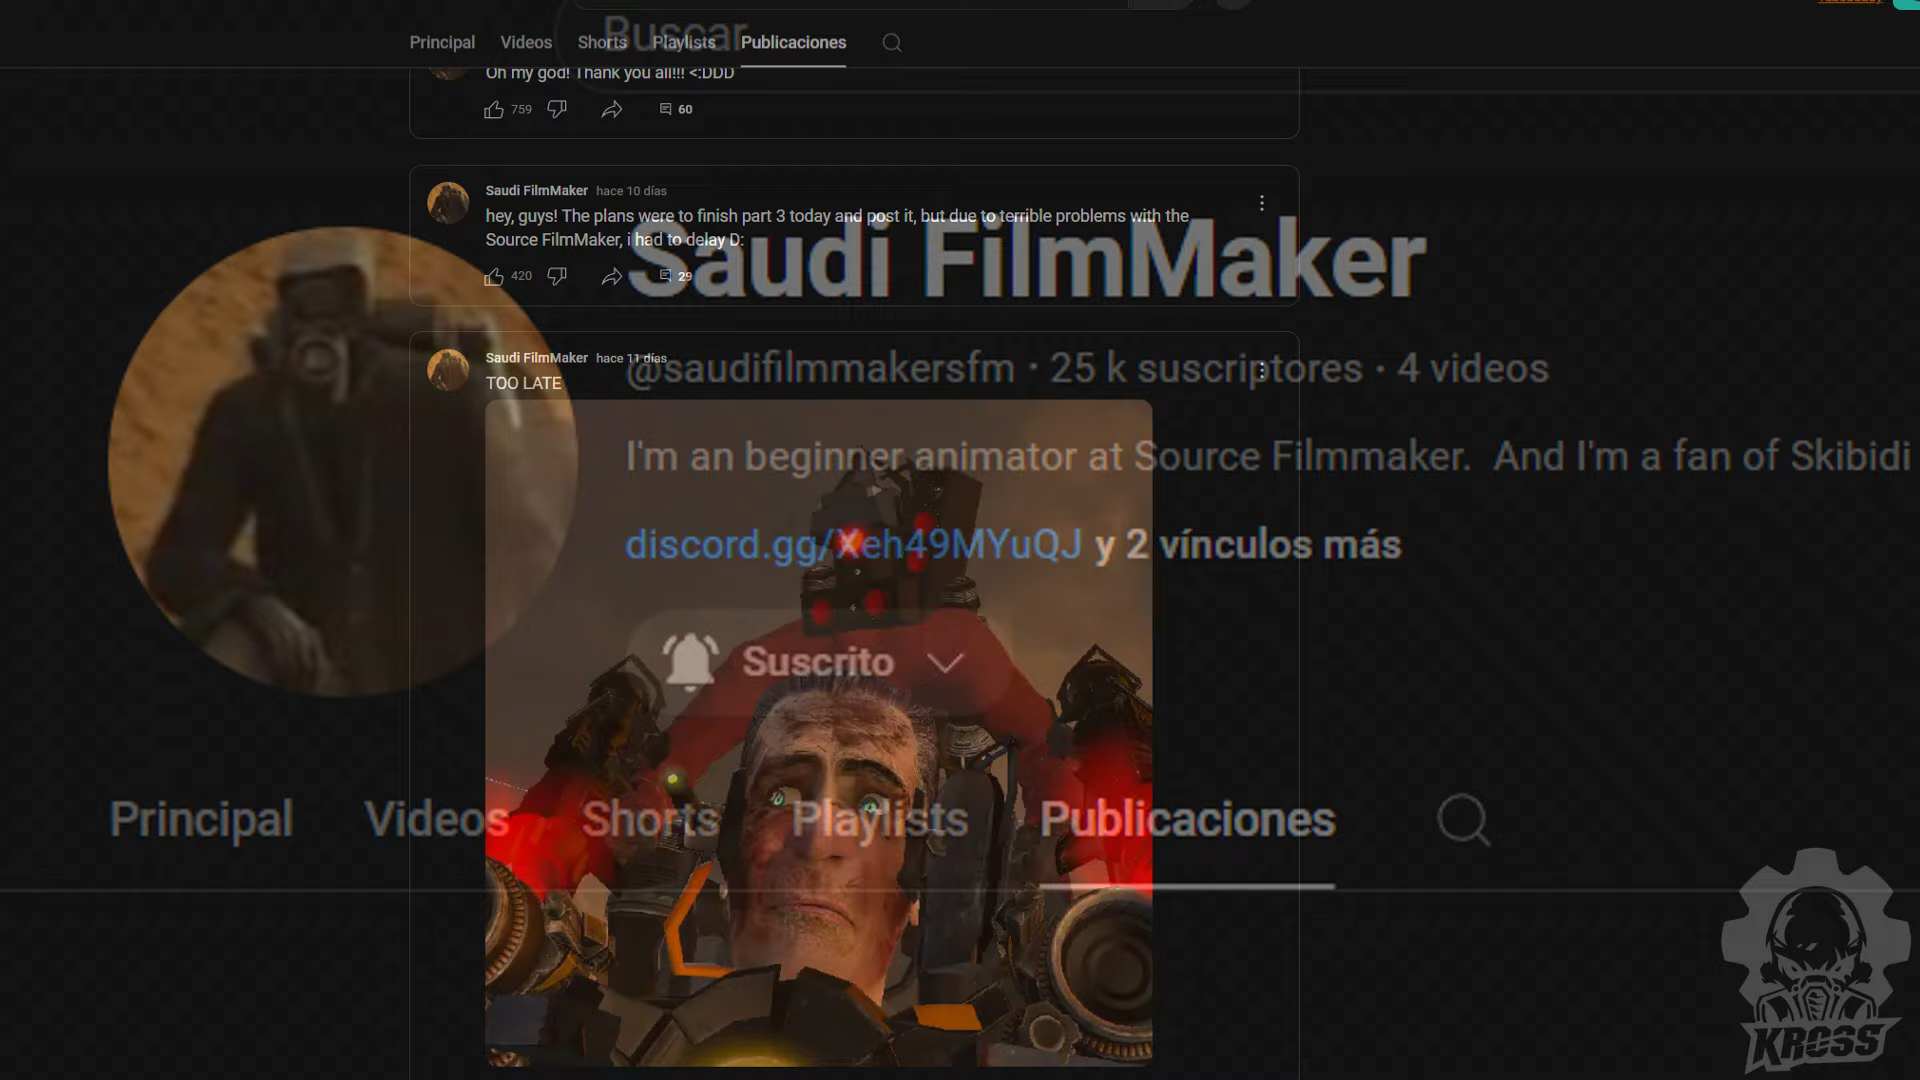 Buscar
Principal Videos Shorts Playlists Publicaciones
Oh my god! Thank you all!!! <:DDD
759 60
Saudi FilmMaker hace 10 días
hey, guys! The plans were to finish part 3 today and post it, but due to terrible problems with the
Source FilmMaker, i had to delay D:
420 29
Saudi FilmMaker
Saudi FilmMaker hace 11 días
TOO LATE
@saudifilmmakersfm · 25 k suscriptores · 4 videos
I'm an beginner animator at Source Filmmaker. And I'm a fan of Skibidi
discord.gg/Xeh49MYuQJ y 2 vínculos más
Suscrito
Principal Videos Shorts Playlists Publicaciones
KROSS